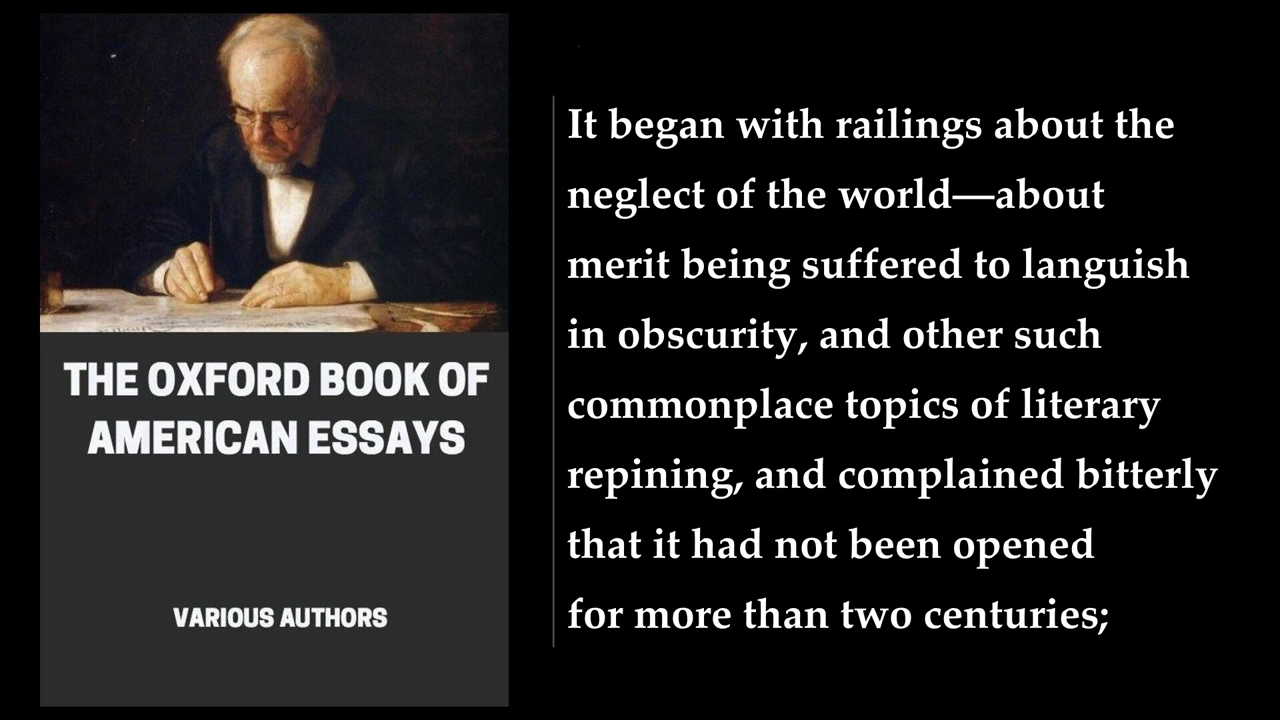 THE OXFORD BOOK OF
AMERICAN ESSAYS
VARIOUS AUTHORS
It began with railings about the
neglect of the world—about
merit being suffered to languish
in obscurity, and other such
commonplace topics of literary
repining, and complained bitterly
that it had not been opened
for more than two centuries;